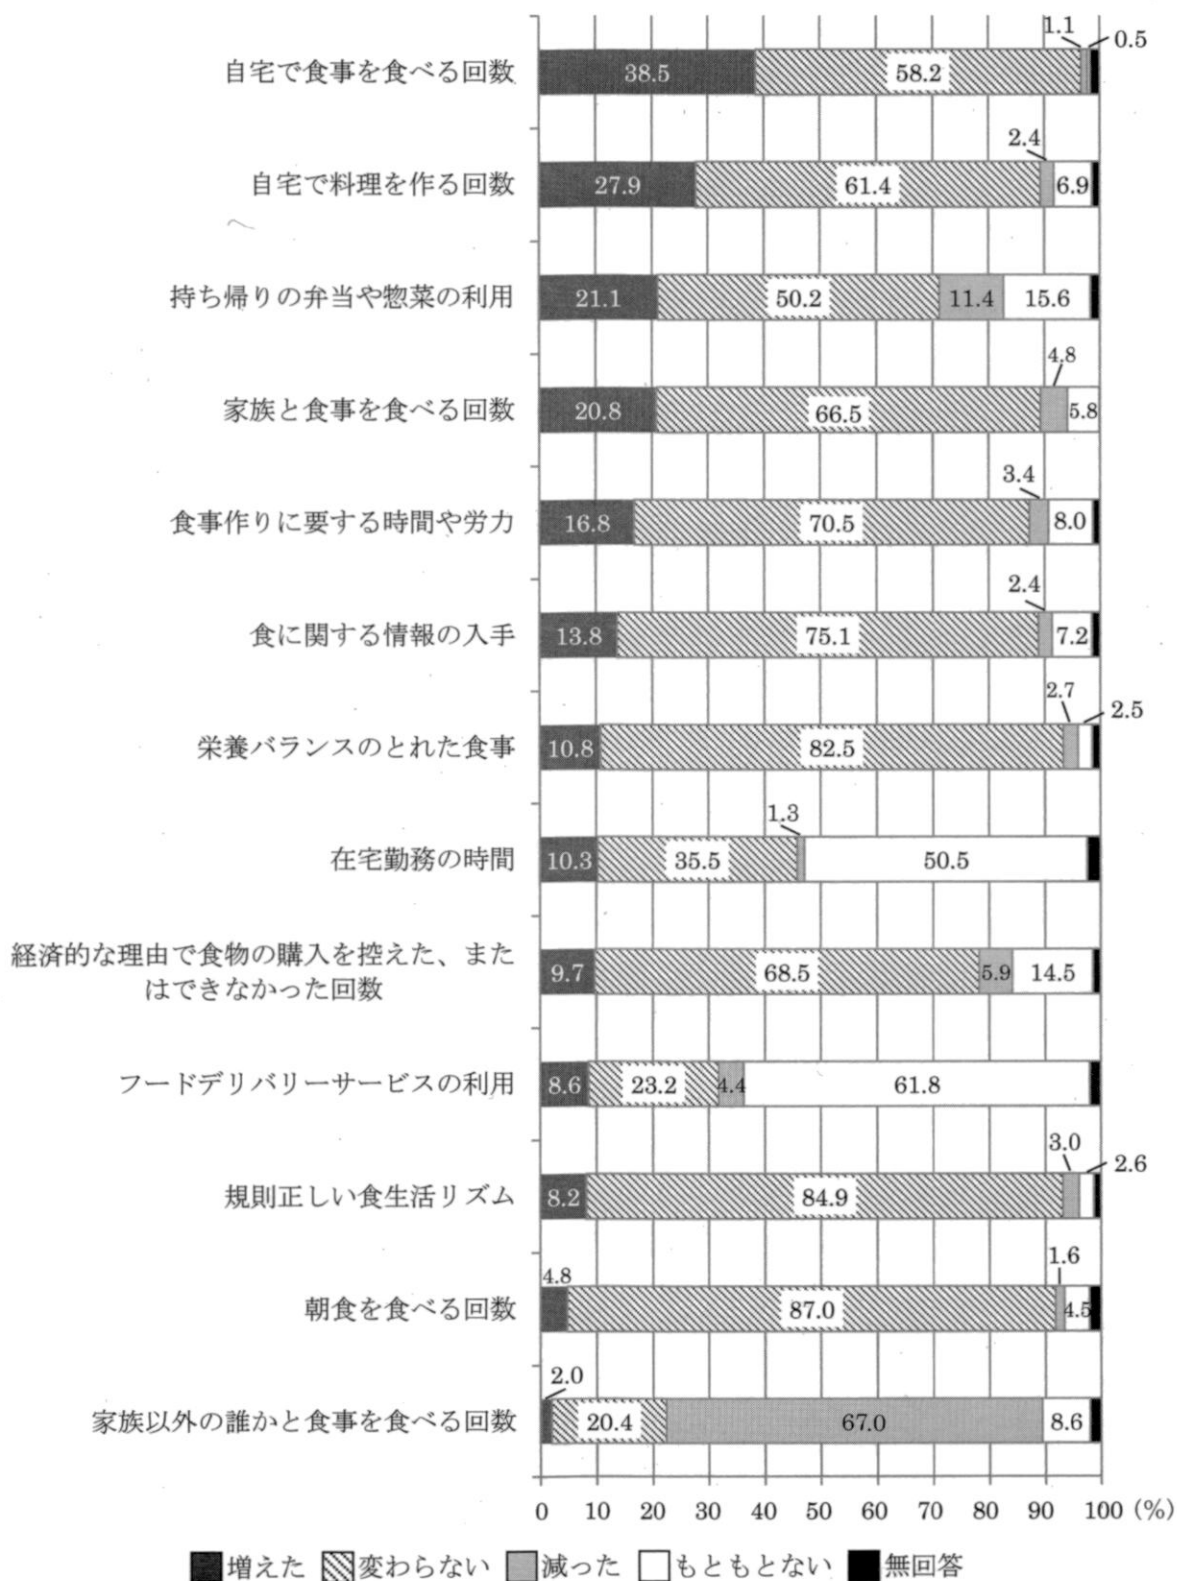 1.1 0.5
自宅で食事を食べる回数 38.5 58.2
2.4
自宅で料理を作る回数 27.9 61.4 6.9
持ち帰りの弁当や惣菜の利用 21.1 50.2 11.4 15.6
4.8
家族と食事を食べる回数 20.8 66.5 5.8
3.4
食事作りに要する時間や労力 16.8 70.5 8.0
2.4
食に関する情報の入手 13.8 75.1 7.2
2.7 2.5
栄養バランスのとれた食事 10.8 82.5
1.3
在宅勤務の時間 10.3 35.5 50.5
経済的な理由で食物の購入を控えた、また
はできなかった回数 9.7 68.5 5.9 14.5
フードデリバリーサービスの利用 8.6 23.2 4.4 61.8
3.0 2.6
規則正しい食生活リズム 8.2 84.9
4.8 1.6
朝食を食べる回数 87.0 4.5
2.0
家族以外の誰かと食事を食べる回数 20.4 67.0 8.6
0 10 20 30 40 50 60 70 80 90 100 (%)
増えた 変わらない 減った もともとない 無回答